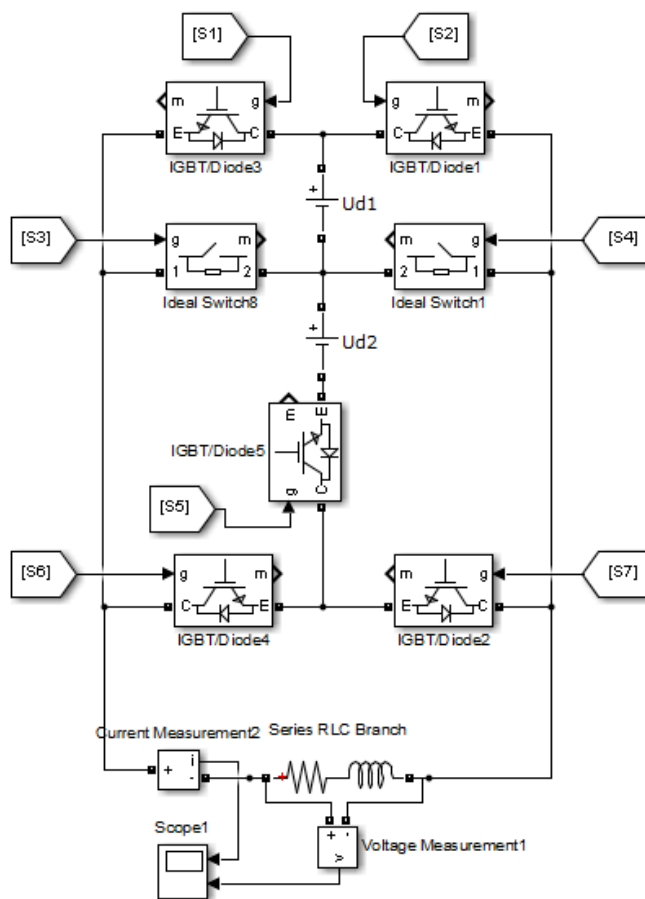 [S1]
[S2]
m
g
E
C
IGBT/Diode3
g
m
C
E
IGBT/Diode1
+
Ud1
[S3]
g
m
1
2
Ideal Switch8
m
g
2
1
Ideal Switch1
[S4]
+
Ud2
m
E
g
C
IGBT/Diode5
[S5]
[S6]
g
m
C
E
IGBT/Diode4
m
g
E
C
IGBT/Diode2
[S7]
Current Measurement2
+
i
-
Series RLC Branch
+
Scope1
+
-
v
Voltage Measurement1